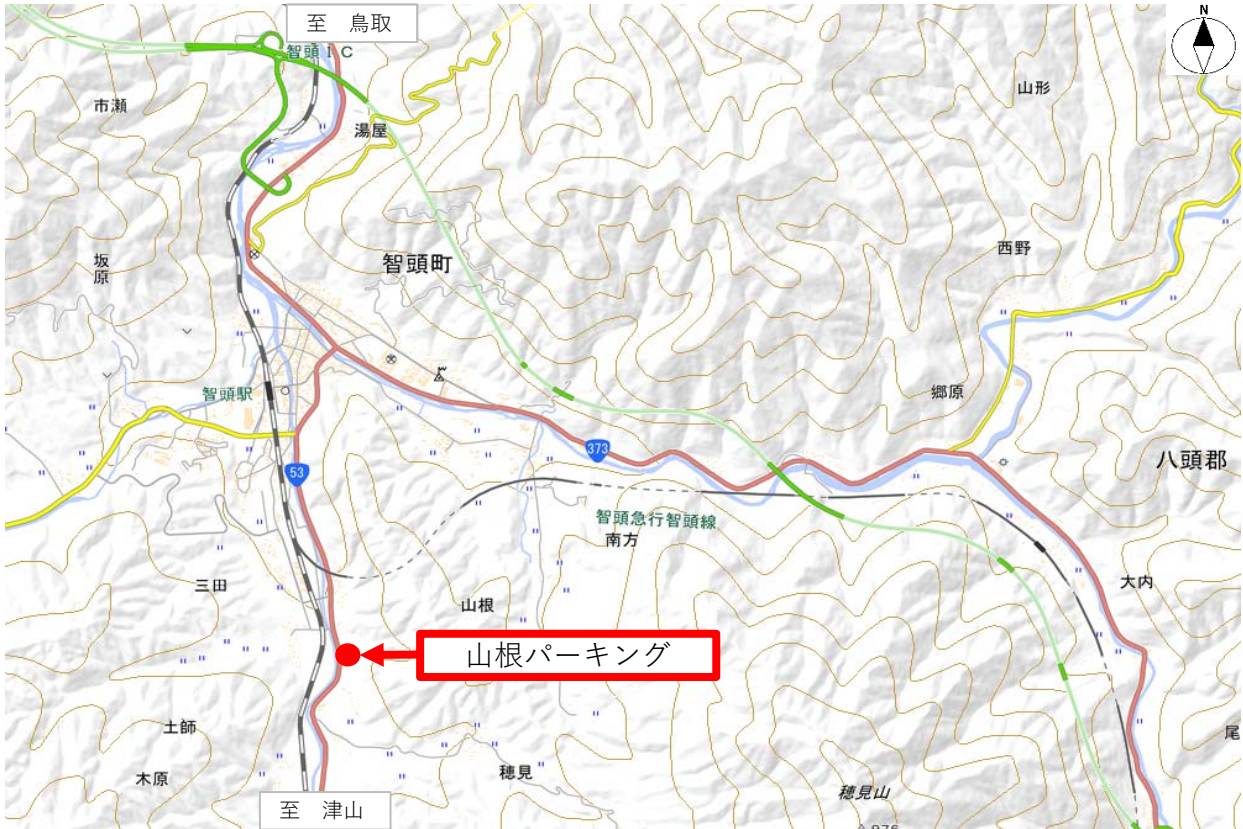 至　鳥取
N
智頭ＩＣ
山形
市瀬
湯屋
西野
坂原
智頭町
智頭駅
郷原
373
八頭郡
53
智頭急行智頭線
南方
大内
三田
山根
山根パーキング
土師
尾
穂見
木原
穂見山
至　津山